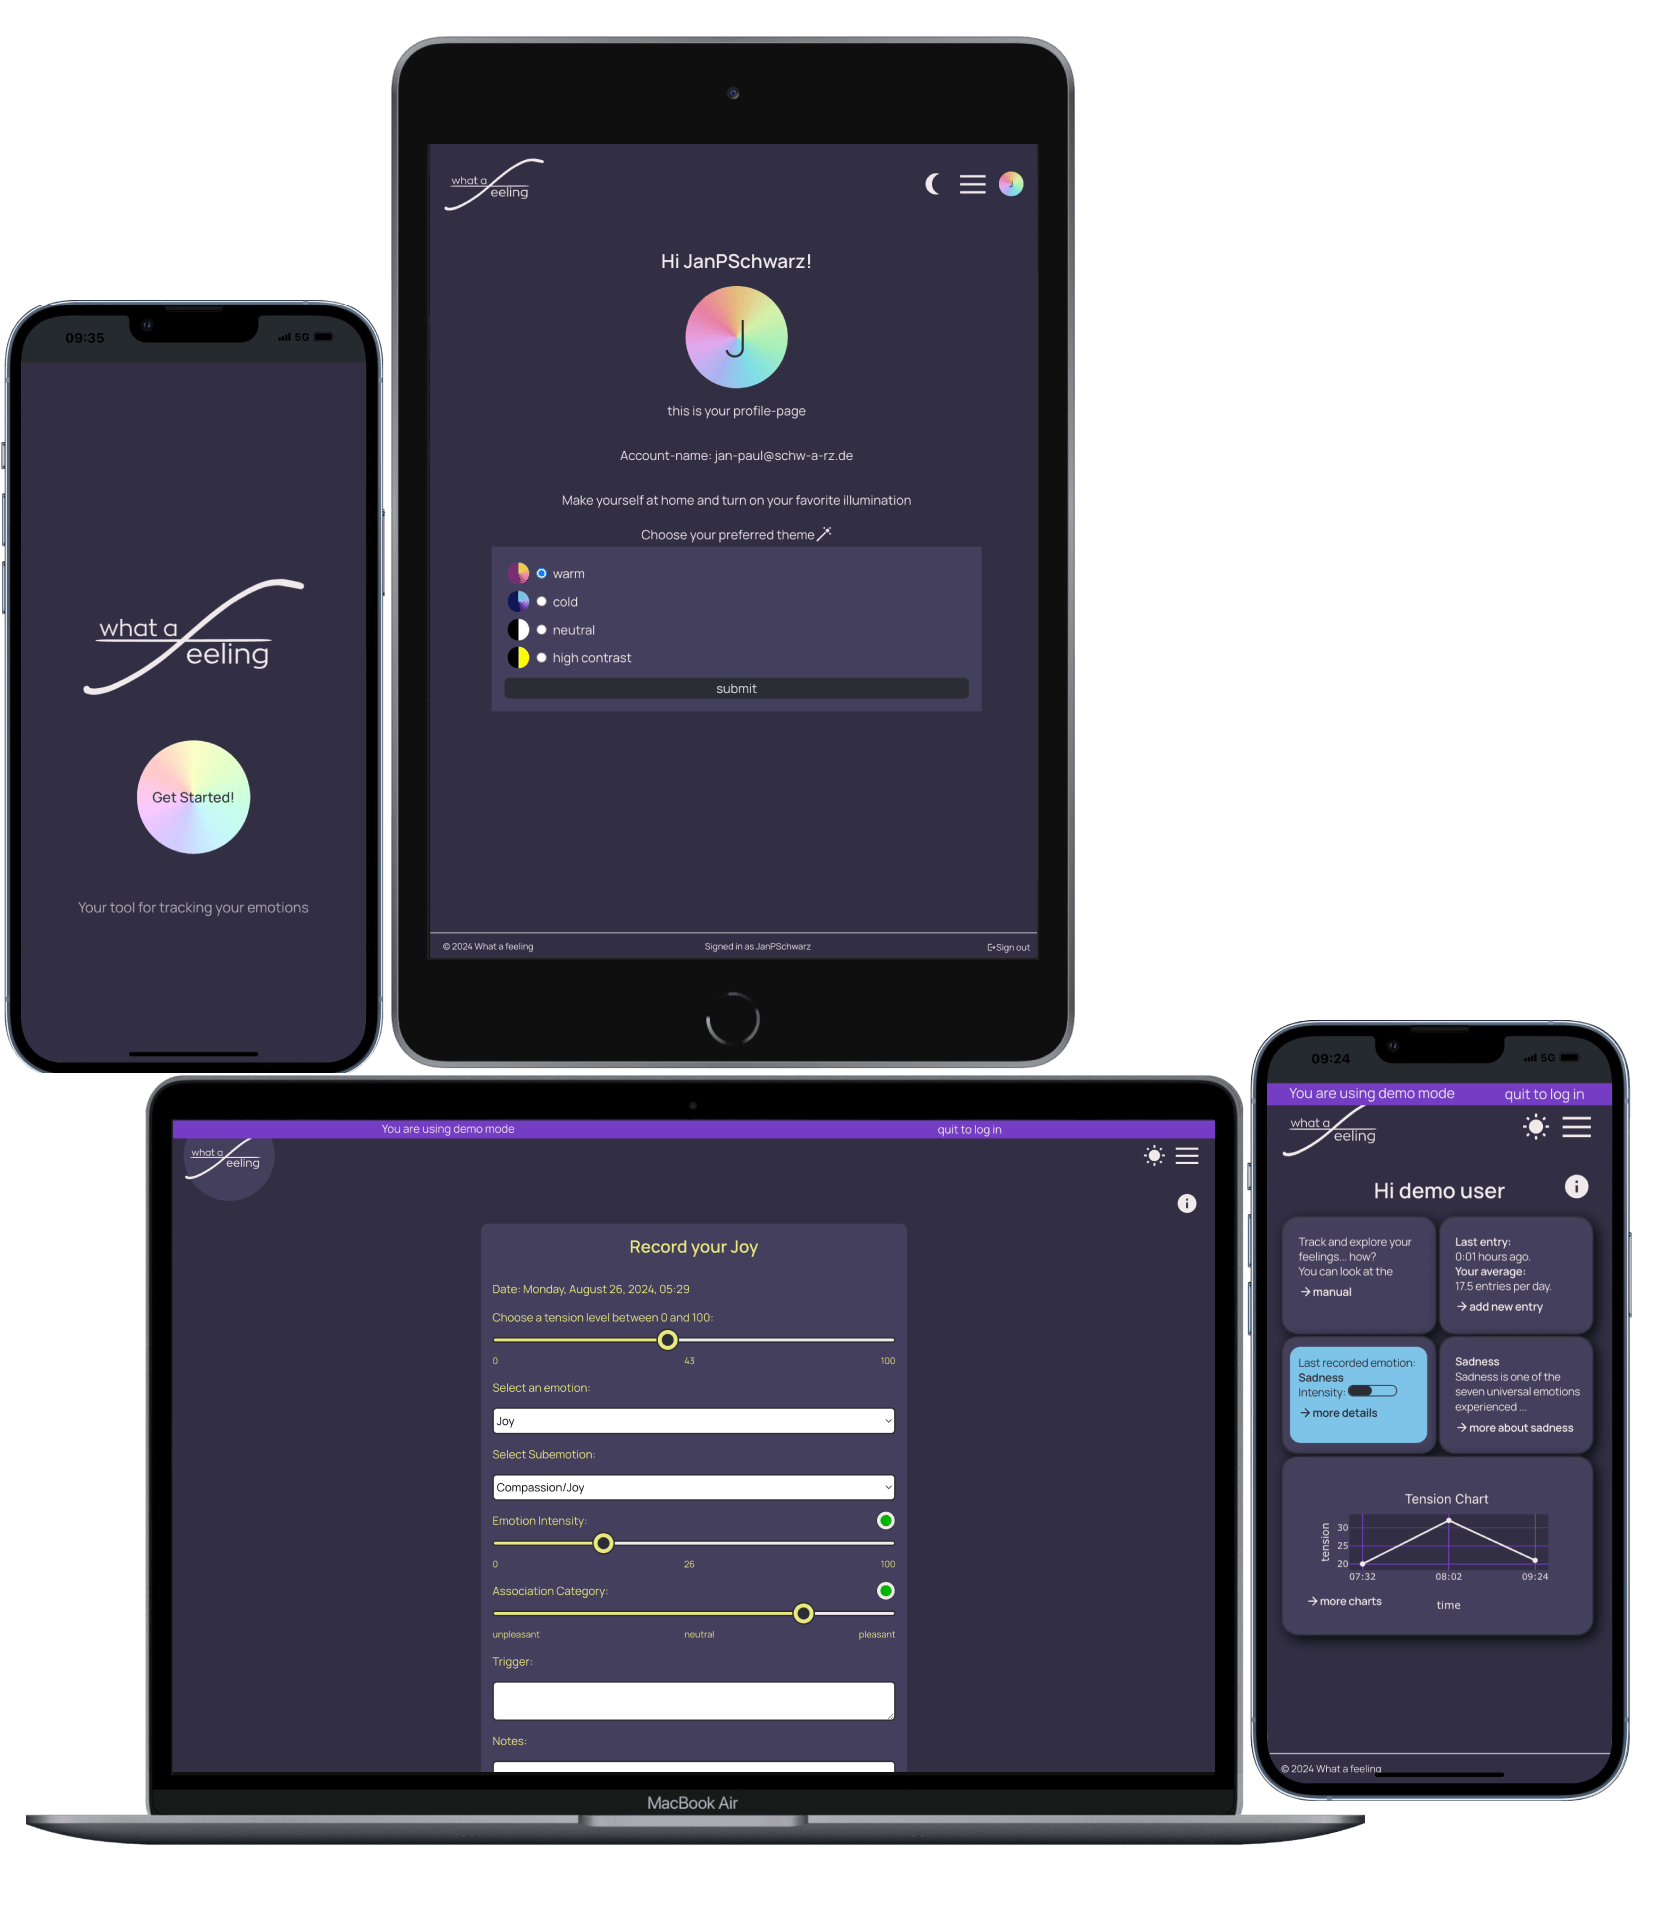 what a
eeling
Hi JanPSchwarz!
J
J
this is your profile-page
Account-name: jan-paul@schw-a-rz.de
Make yourself at home and turn on your favorite illumination
Choose your preferred theme
warm
cold
neutral
high contrast
submit
© 2024 What a feeling
Signed in as JanPSchwarz
Sign out
09:35
5G
what a
eeling
Get Started!
Your tool for tracking your emotions
You are using demo mode
quit to log in
what a
eeling
Record your Joy
Date: Monday, August 26, 2024, 05:29
Choose a tension level between 0 and 100:
0 43 100
Select an emotion:
Joy
Select Subemotion:
Compassion/Joy
Emotion Intensity:
0 26 100
Association Category:
unpleasant neutral pleasant
Trigger:
Notes:
MacBook Air
09:24
5G
You are using demo mode
quit to log in
what a
eeling
Hi demo user
Track and explore your
feelings... how?
You can look at the
→ manual
Last entry:
0:01 hours ago.
Your average:
17.5 entries per day.
→ add new entry
Last recorded emotion:
Sadness
Intensity:
→ more details
Sadness
Sadness is one of the
seven universal emotions
experienced ...
→ more about sadness
Tension Chart
tension
30
25
20
07:32 08:02 09:24
time
→ more charts
© 2024 What a feeling